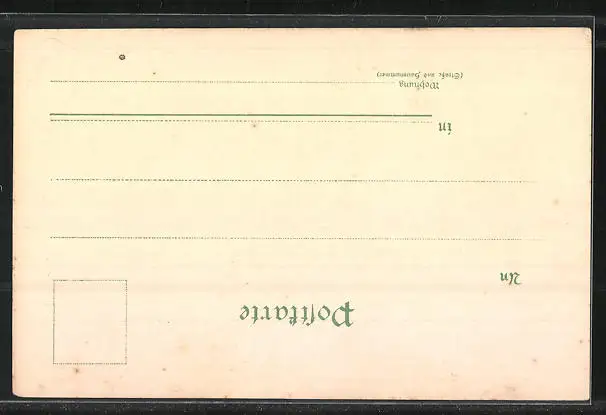 Postkarte
An
in
Wohnung
(Straße und Hausnummer)